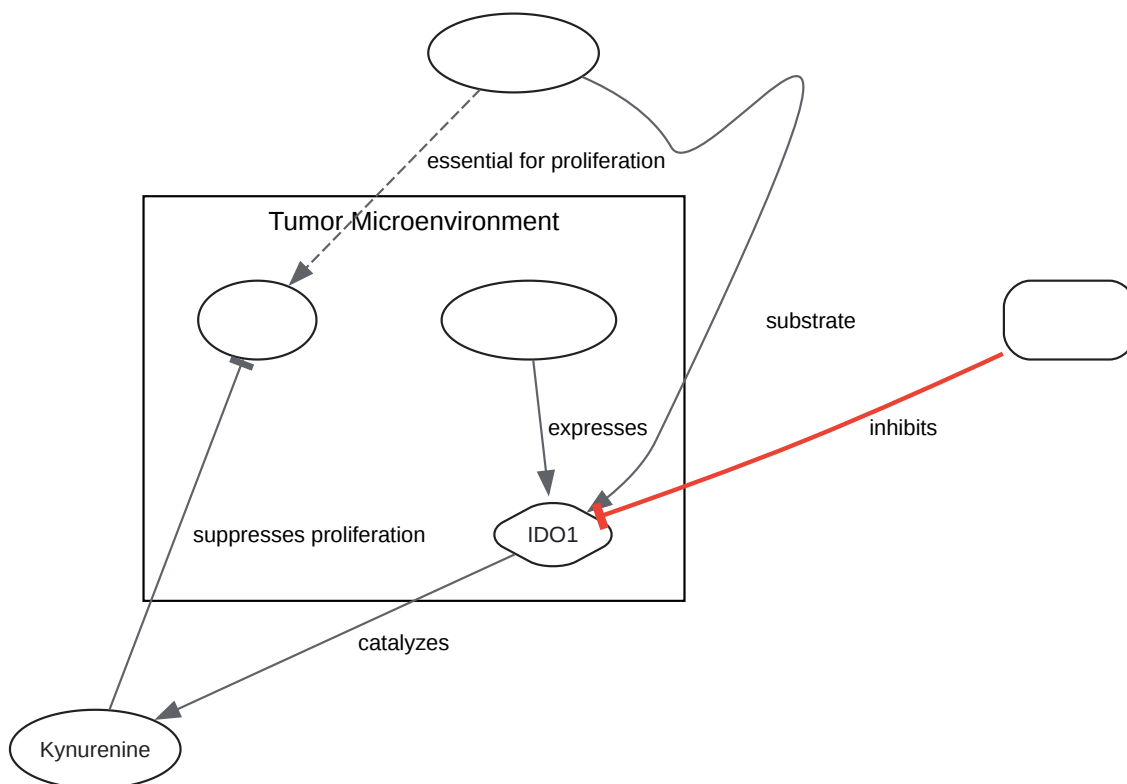 essential for proliferation
Tumor Microenvironment
substrate
expresses
inhibits
IDO1
suppresses proliferation
catalyzes
Kynurenine